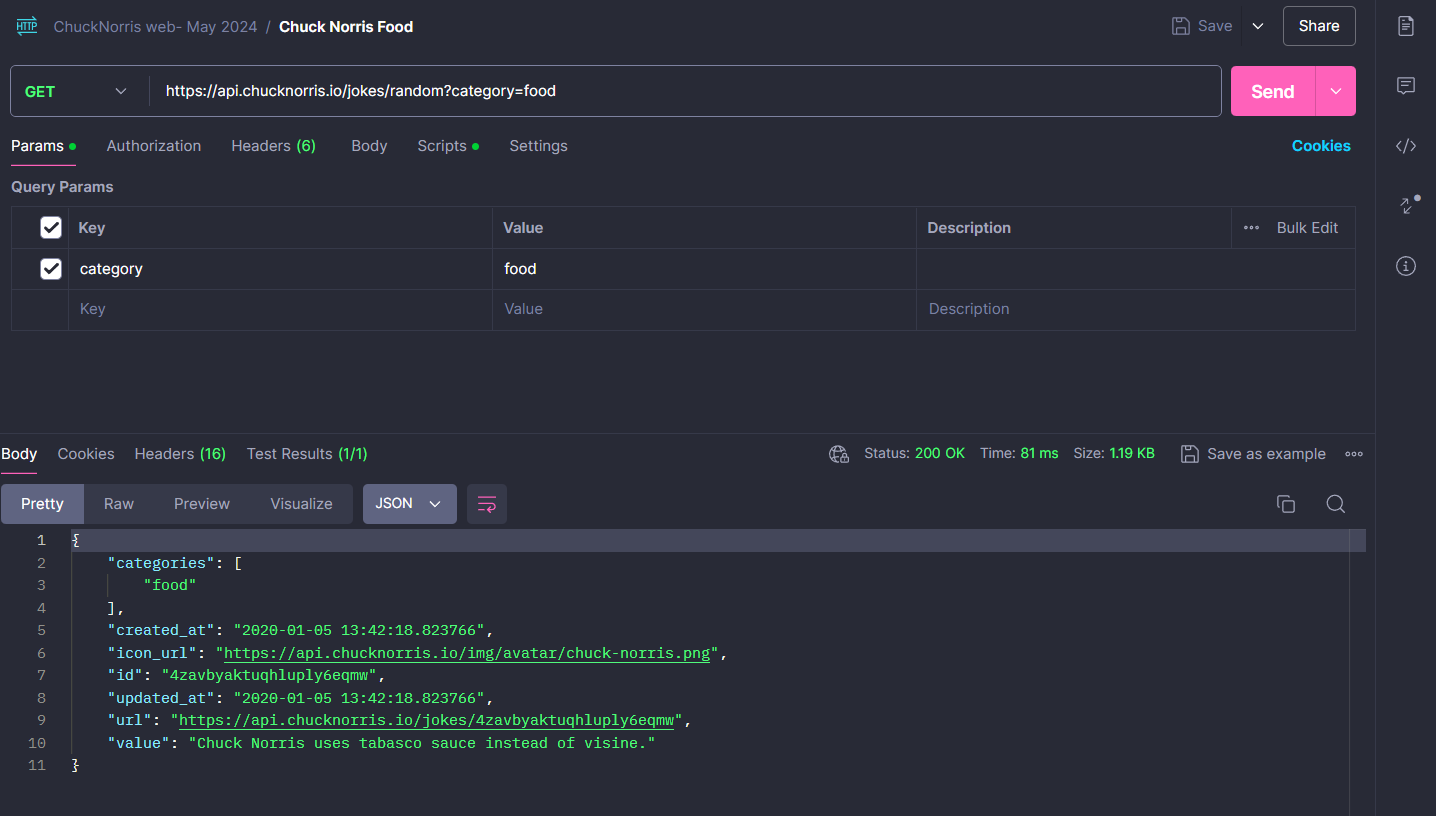 HTTP ChuckNorris web- May 2024 / Chuck Norris Food Save Share
GET https://api.chucknorris.io/jokes/random?category=food Send
Params Authorization Headers (6) Body Scripts Settings Cookies
Query Params
Key Value Description Bulk Edit
category food
Key Value Description
Body Cookies Headers (16) Test Results (1/1) Status: 200 OK Time: 81 ms Size: 1.19 KB Save as example
Pretty Raw Preview Visualize JSON
1 {
2 "categories": [
3 "food"
4 ],
5 "created_at": "2020-01-05 13:42:18.823766",
6 "icon_url": "https://api.chucknorris.io/img/avatar/chuck-norris.png",
7 "id": "4zavbyaktuqhluply6eqmw",
8 "updated_at": "2020-01-05 13:42:18.823766",
9 "url": "https://api.chucknorris.io/jokes/4zavbyaktuqhluply6eqmw",
10 "value": "Chuck Norris uses tabasco sauce instead of visine."
11 }